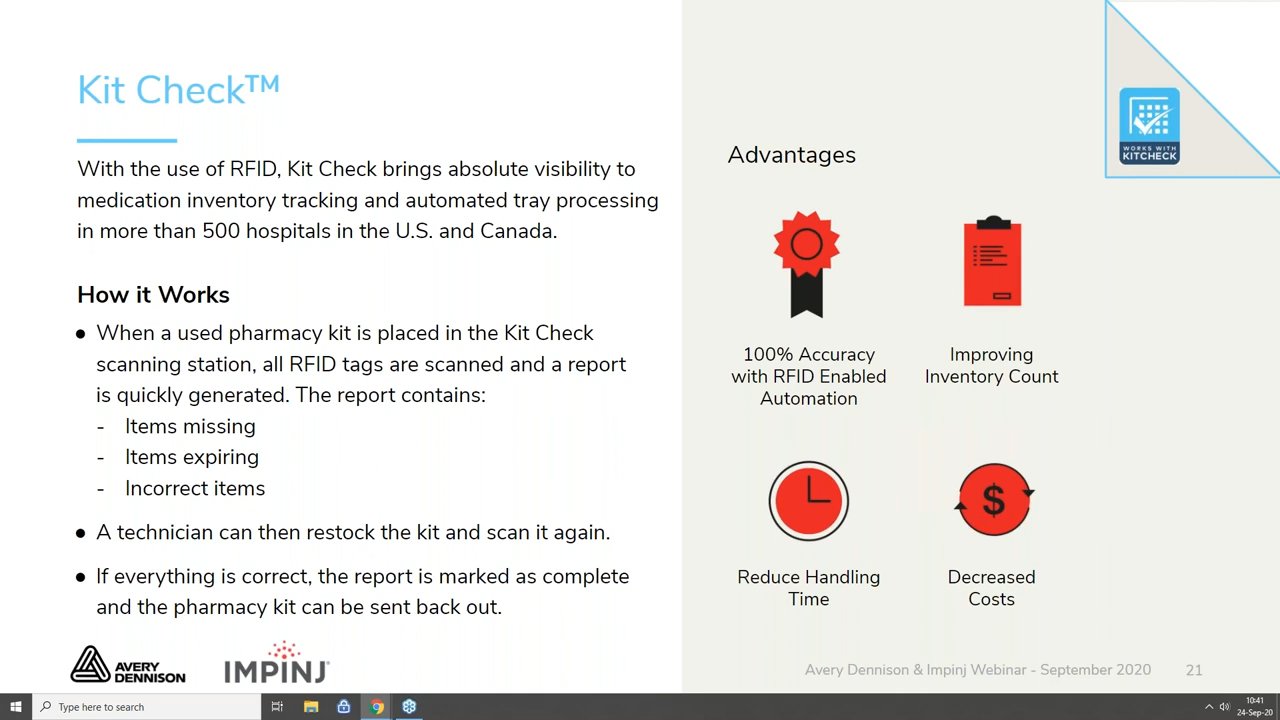 Kit Check™
With the use of RFID, Kit Check brings absolute visibility to
medication inventory tracking and automated tray processing
in more than 500 hospitals in the U.S. and Canada.
How it Works
● When a used pharmacy kit is placed in the Kit Check
scanning station, all RFID tags are scanned and a report
is quickly generated. The report contains:
- Items missing
- Items expiring
- Incorrect items
● A technician can then restock the kit and scan it again.
● If everything is correct, the report is marked as complete
and the pharmacy kit can be sent back out.
AVERY
DENNISON
IMPINJ
WORKS WITH
KITCHECK
Advantages
100% Accuracy
with RFID Enabled
Automation
Improving
Inventory Count
Reduce Handling
Time
$
Decreased
Costs
Avery Dennison & Impinj Webinar - September 2020 21
Type here to search
10:41
24-Sep-20